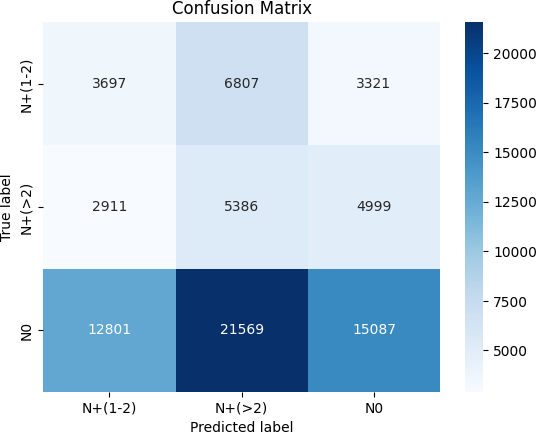 Confusion Matrix
True label
N+(1-2)
3697 6807 3321
N+(>2)
2911 5386 4999
N0
12801 21569 15087
N+(1-2) N+(>2) N0
Predicted label
20000
17500
15000
12500
10000
7500
5000